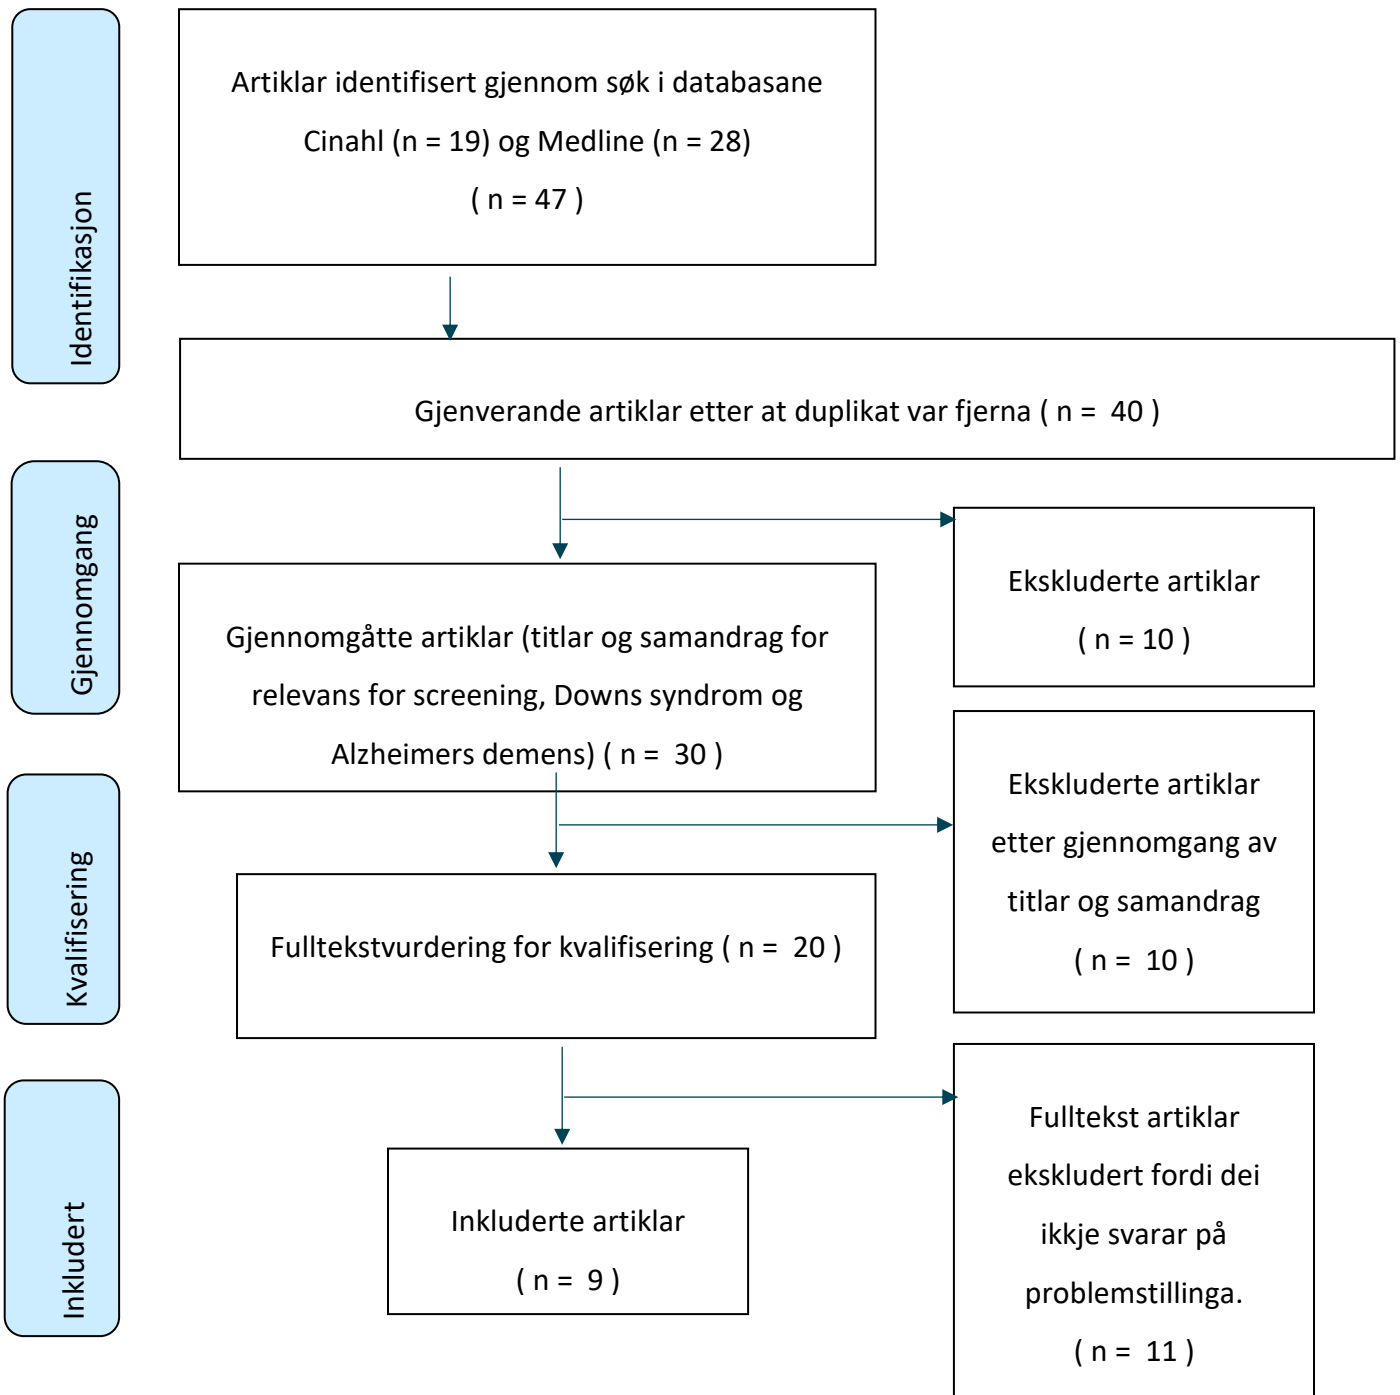 Identifikasjon
Artiklar identifisert gjennom søk i databasane
Cinahl (n = 19) og Medline (n = 28)
( n = 47 )
Gjenverande artiklar etter at duplikat var fjerna ( n =  40 )
Gjennomgang
Ekskluderte artiklar
( n = 10 )
Gjennomgåtte artiklar (titlar og samandrag for
relevans for screening, Downs syndrom og
Alzheimers demens) ( n =  30 )
Ekskluderte artiklar
etter gjennomgang av
titlar og samandrag
( n =  10 )
Kvalifisering
Fulltekstvurdering for kvalifisering ( n =  20 )
Fulltekst artiklar
ekskludert fordi dei
ikkje svarar på
problemstillinga.
( n =  11 )
Inkludert
Inkluderte artiklar
( n =  9 )